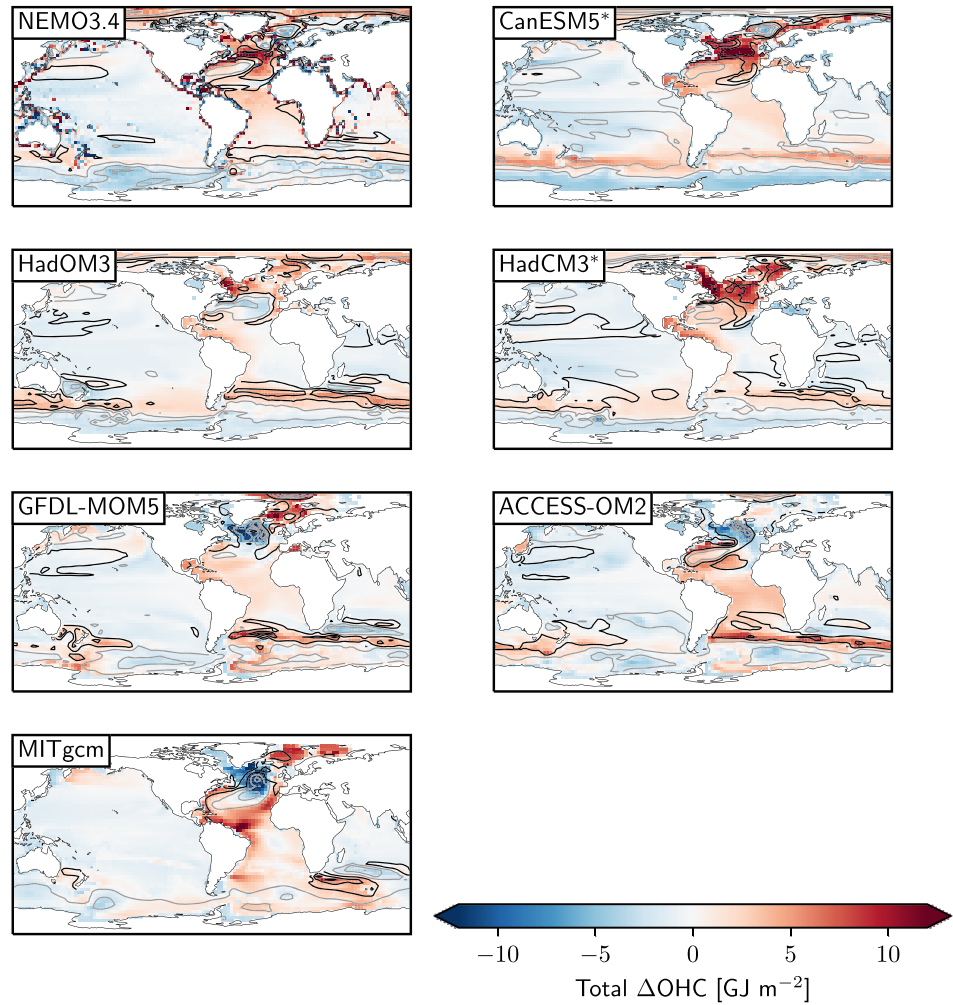 NEMO3.4
CanESM5*
HadOM3
HadCM3*
GFDL-MOM5
ACCESS-OM2
MITgcm
−10 −5 0 5 10
Total ΔOHC [GJ m⁻²]